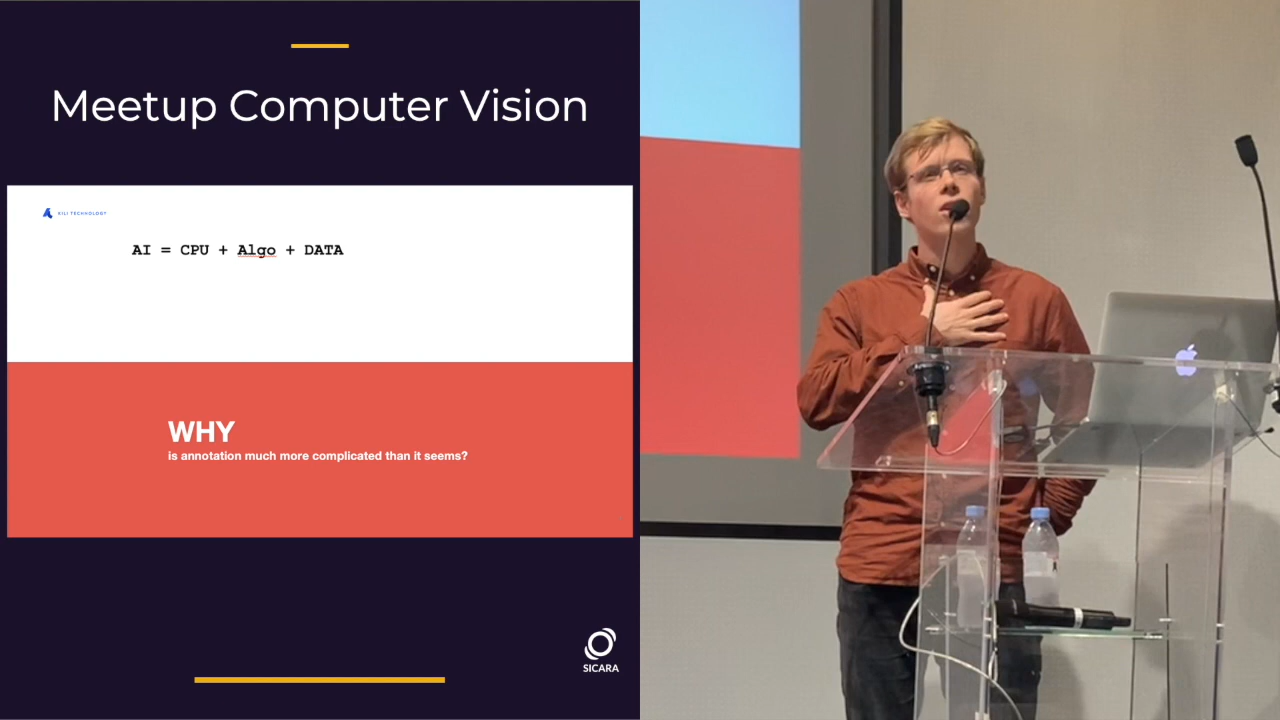 Meetup Computer Vision
KILI TECHNOLOGY
AI = CPU + Algo + DATA
WHY
is annotation much more complicated than it seems?
SICARA